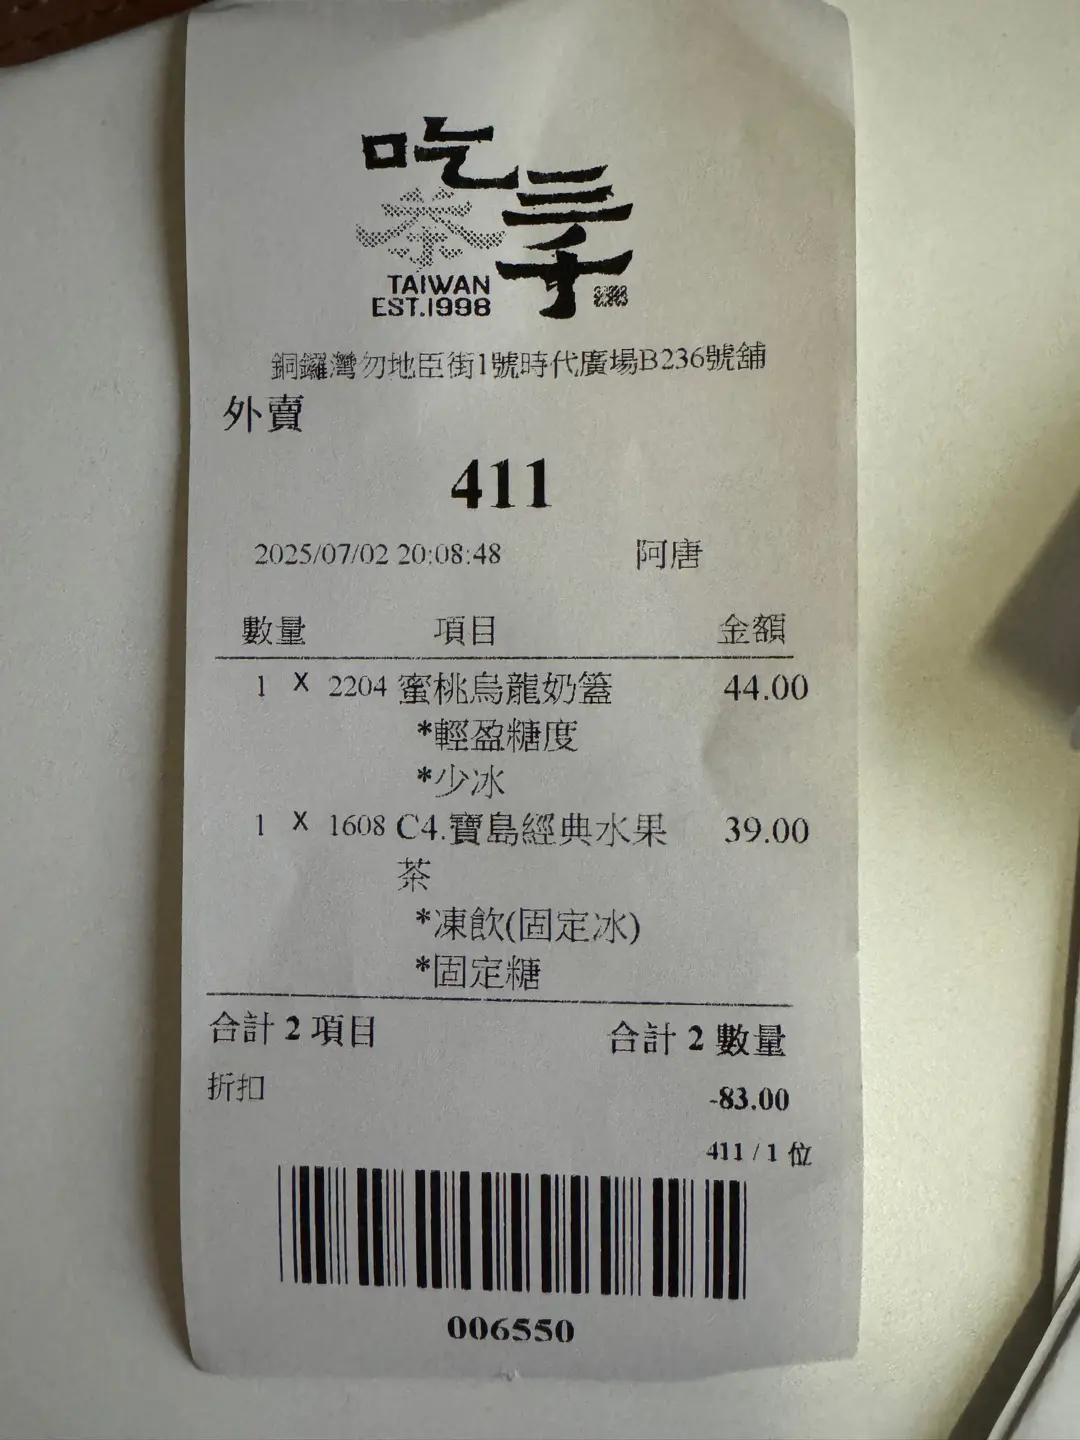 吃茶三千
TAIWAN
EST.1998
銅鑼灣勿地臣街1號時代廣場B236號舖
外賣
411
2025/07/02 20:08:48 阿唐
數量 項目 金額
1 X 2204 蜜桃烏龍奶蓋 44.00
*輕盈糖度
*少冰
1 X 1608 C4.寶島經典水果 39.00
茶
*凍飲(固定冰)
*固定糖
合計 2 項目 合計 2 數量
折扣 -83.00
411 / 1 位
006550